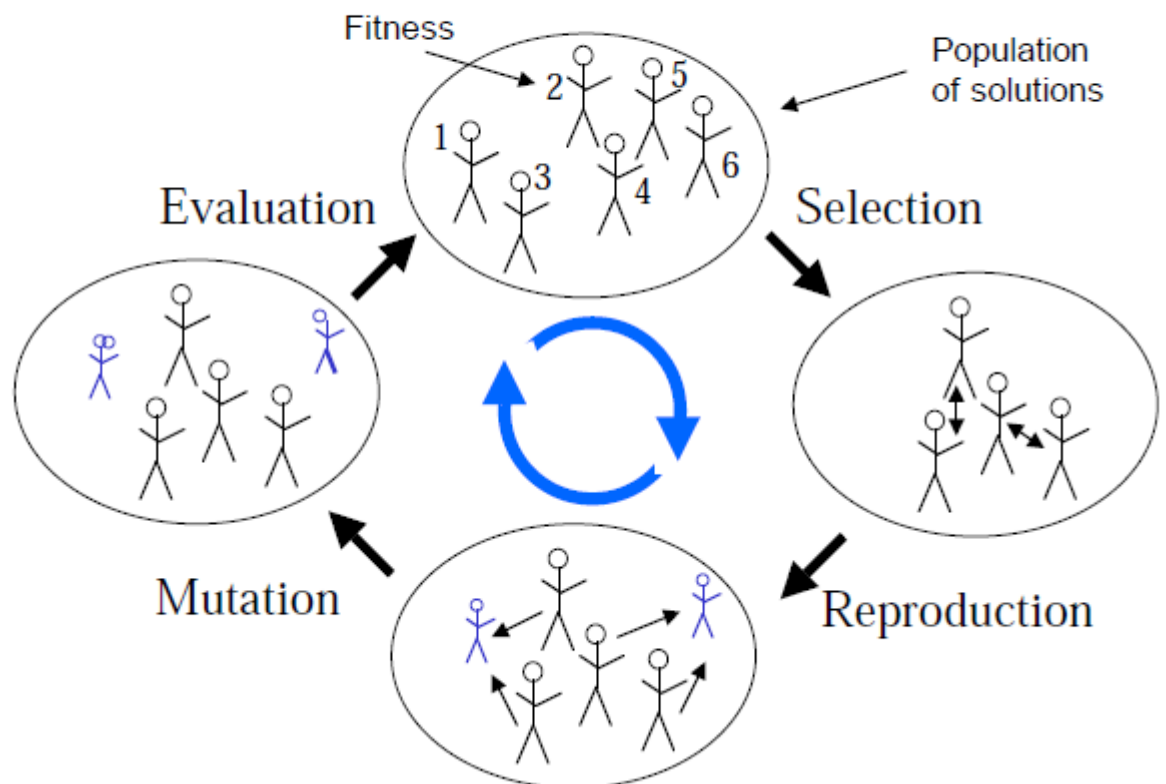 Fitness
Population
of solutions
2
5
1
3
4
6
Evaluation
Selection
Mutation
Reproduction